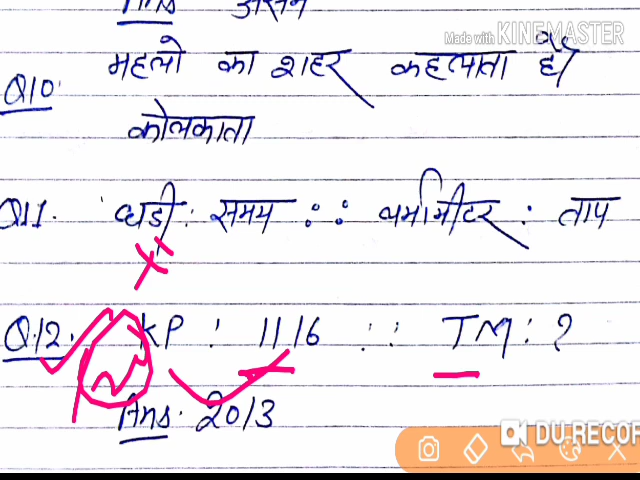 Ans असम
Made with KINEMASTER
Q10. महलो का शहर कहलाता है/
कोलकाता
Q11. घडी : समय :: थर्मामीटर : ताप
Q.12. KP : 1116 :: TM : ?
Ans. 2013
DU RECOR